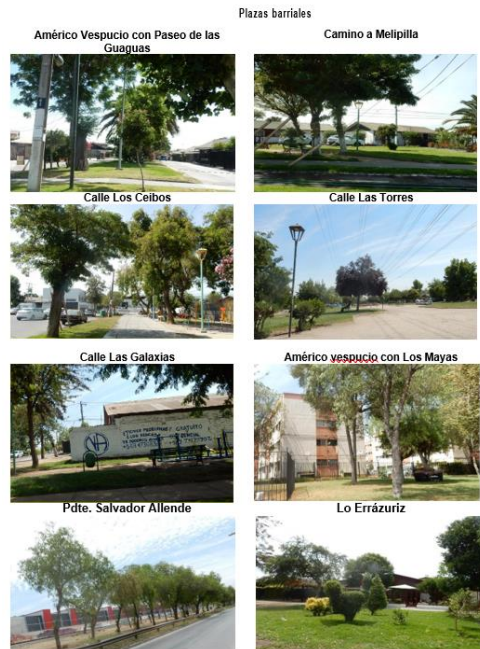 Plazas barriales
Américo Vespucio con Paseo de las
Guaguas
Camino a Melipilla
Calle Los Ceibos
Calle Las Torres
Calle Las Galaxias
Américo vespucio con Los Mayas
GRATUITO
Pdte. Salvador Allende
Lo Errázuriz